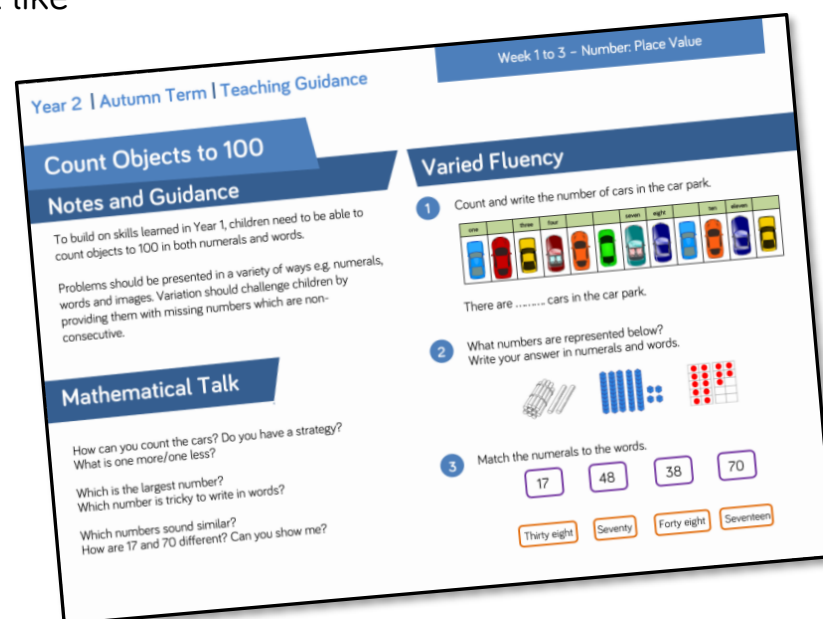 like
Week 1 to 3 – Number: Place Value
Year 2 | Autumn Term | Teaching Guidance
Count Objects to 100
Notes and Guidance
To build on skills learned in Year 1, children need to be able to
count objects to 100 in both numerals and words.
Problems should be presented in a variety of ways e.g. numerals,
words and images. Variation should challenge children by
providing them with missing numbers which are non-
consecutive.
Mathematical Talk
How can you count the cars? Do you have a strategy?
What is one more/one less?
Which is the largest number?
Which number is tricky to write in words?
Which numbers sound similar?
How are 17 and 70 different? Can you show me?
Varied Fluency
1 Count and write the number of cars in the car park.
one three four seven eight ten eleven
There are ......... cars in the car park.
2 What numbers are represented below?
Write your answer in numerals and words.
3 Match the numerals to the words.
17 48 38 70
Thirty eight Seventy Forty eight Seventeen